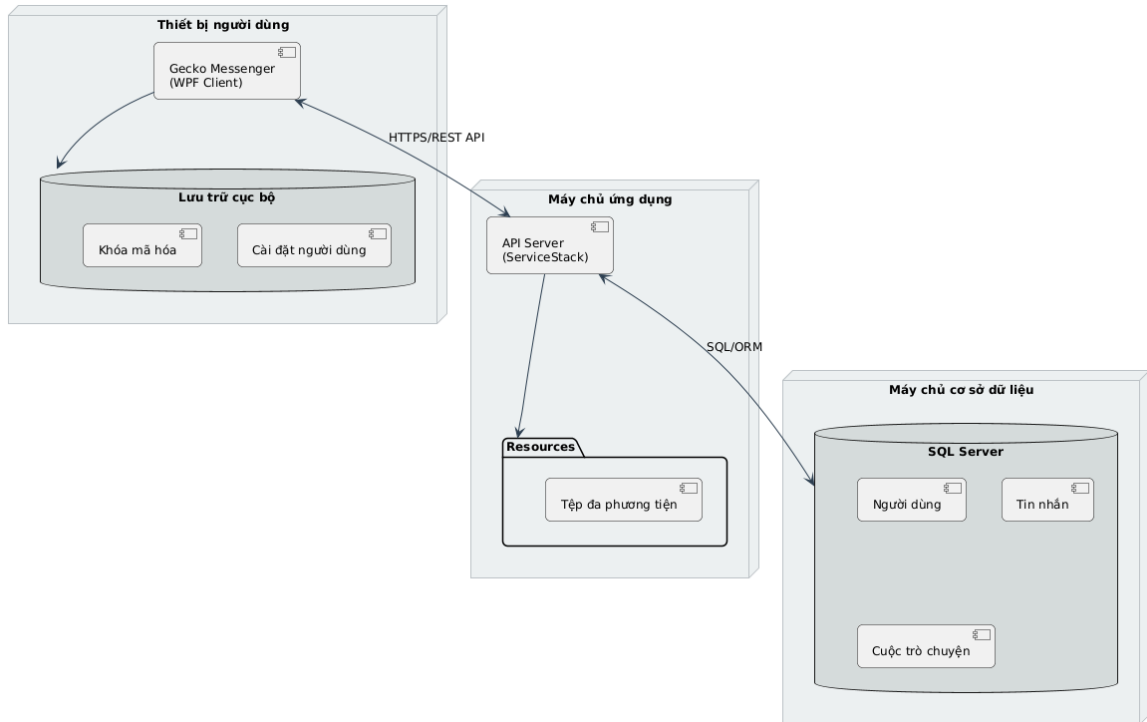 Thiết bị người dùng
Gecko Messenger
(WPF Client)
HTTPS/REST API
Lưu trữ cục bộ
Khóa mã hóa
Cài đặt người dùng
Máy chủ ứng dụng
API Server
(ServiceStack)
SQL/ORM
Resources
Tệp đa phương tiện
Máy chủ cơ sở dữ liệu
SQL Server
Người dùng
Tin nhắn
Cuộc trò chuyện